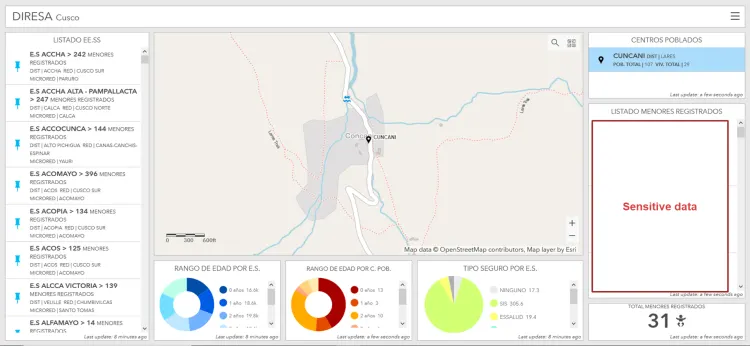 DIRESA Cusco
LISTADO EE.SS
E.S ACCHA > 242 MENORES
REGISTRADOS
DIST | ACCHA RED | CUSCO SUR
MICRORED | PARURO
E.S ACCHA ALTA - PAMPALLACTA
> 247 MENORES REGISTRADOS
DIST | CALCA RED | CUSCO NORTE
MICRORED | CALCA
E.S ACCOCUNCA > 144 MENORES
REGISTRADOS
DIST | ALTO PICHIGUA RED | CANAS-CANCHIS-
ESPINAR
MICRORED | YAURI
E.S ACOMAYO > 396 MENORES
REGISTRADOS
DIST | ACOS RED | CUSCO SUR
MICRORED | ACOMAYO
E.S ACOPIA > 134 MENORES
REGISTRADOS
DIST | ACOPIA RED | CUSCO SUR
MICRORED | ACOMAYO
E.S ACOS > 125 MENORES
REGISTRADOS
DIST | ACOS RED | CUSCO SUR
MICRORED | ACOMAYO
E.S ALCCA VICTORIA > 139
MENORES REGISTRADOS
DIST | VELILLE RED | CHUMBIVILCAS
MICRORED | SANTO TOMAS
E.S ALFAMAYO > 14 MENORES
REGISTRADOS
Last update: 8 minutes ago
Lares Trail
Lares Trai
CUNCANI
0 300 600ft
+
−
Map data © OpenStreetMap contributors, Map layer by Esri
RANGO DE EDAD POR E.S.
0 años 16.6k
1 año 18.6k
2 años 19.8k
Last update: 8 minutes ago
RANGO DE EDAD POR C. POB.
0 años 13
1 año 3
2 años 10
Last update: a few seconds ago
TIPO SEGURO POR E.S.
NINGUNO 17.3
SIS 308.6
ESSALUD 19.4
Last update: 8 minutes ago
CENTROS POBLADOS
CUNCANI DIST | LARES
POB. TOTAL | 107 VIV. TOTAL | 39
Last update: a few seconds ago
LISTADO MENORES REGISTRADOS
Sensitive data
Last update: a few seconds ago
TOTAL MENORES REGISTRADOS
31
Last update: a few seconds ago